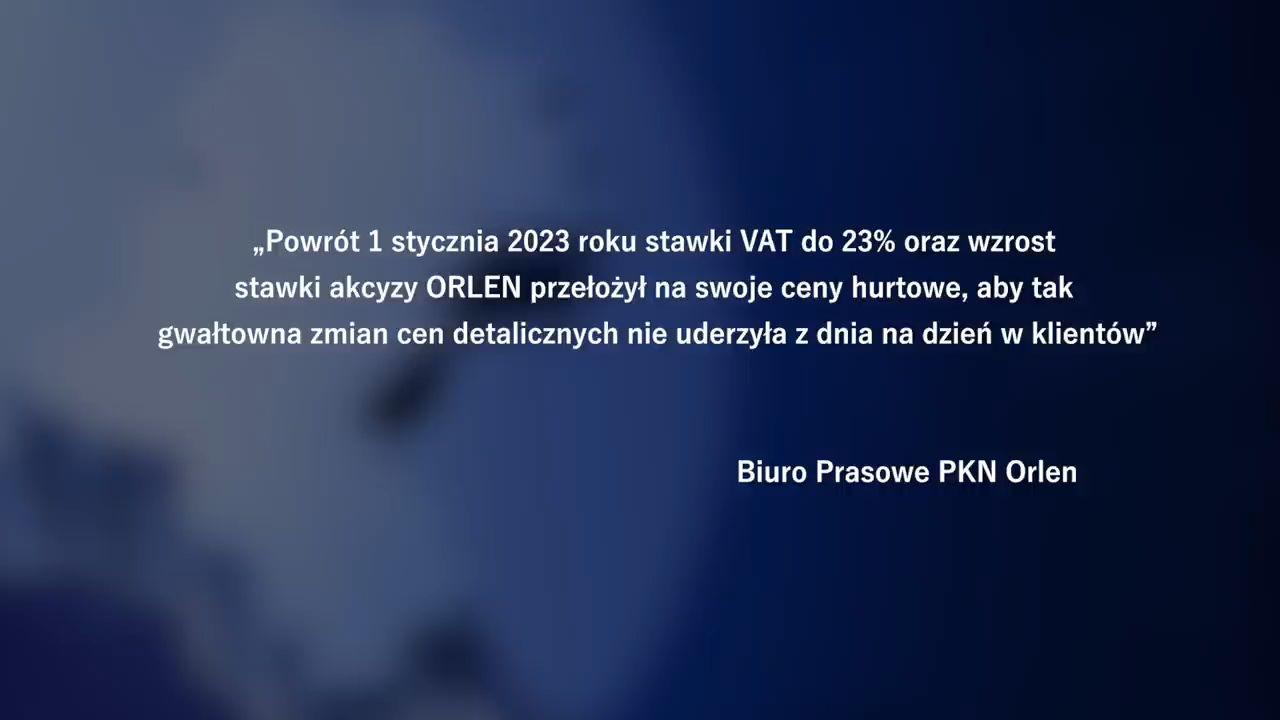 „Powrót 1 stycznia 2023 roku stawki VAT do 23% oraz wzrost
stawki akcyzy ORLEN przełożył na swoje ceny hurtowe, aby tak
gwałtowna zmian cen detalicznych nie uderzyła z dnia na dzień w klientów”
Biuro Prasowe PKN Orlen